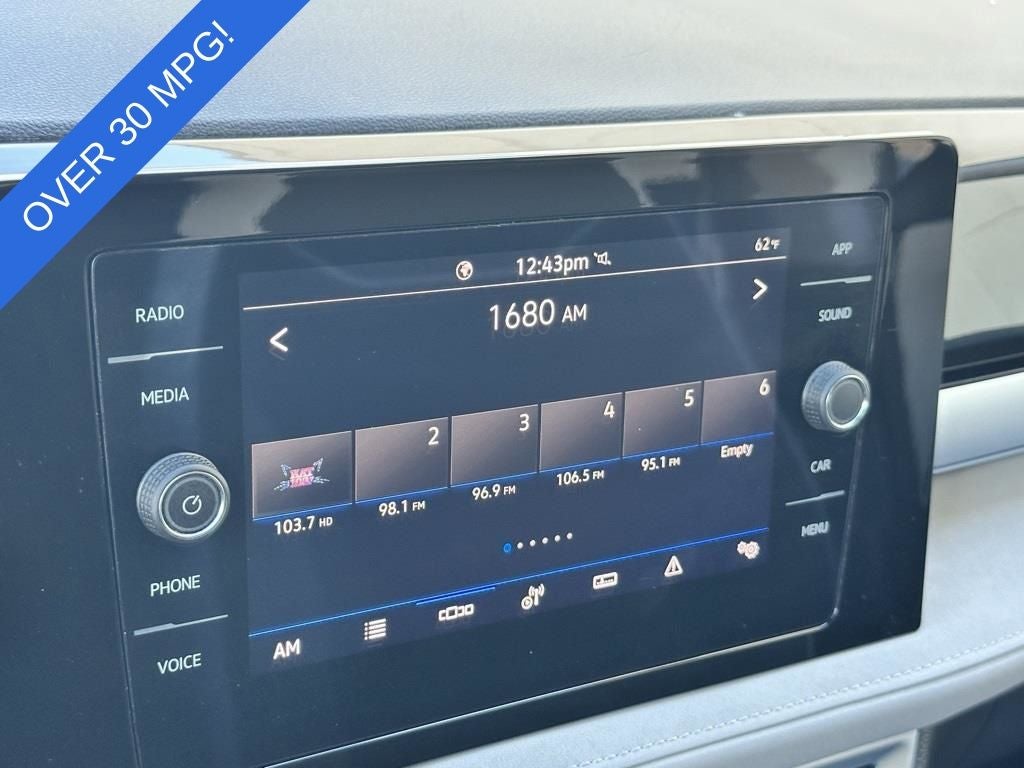 OVER 30 MPG!
12:43pm
62°F
1680 AM
RADIO
MEDIA
PHONE
VOICE
APP
SOUND
CAR
MENU
2
3
4
5
6
103.7 HD
98.1 FM
96.9 FM
106.5 FM
95.1 FM
Empty
AM